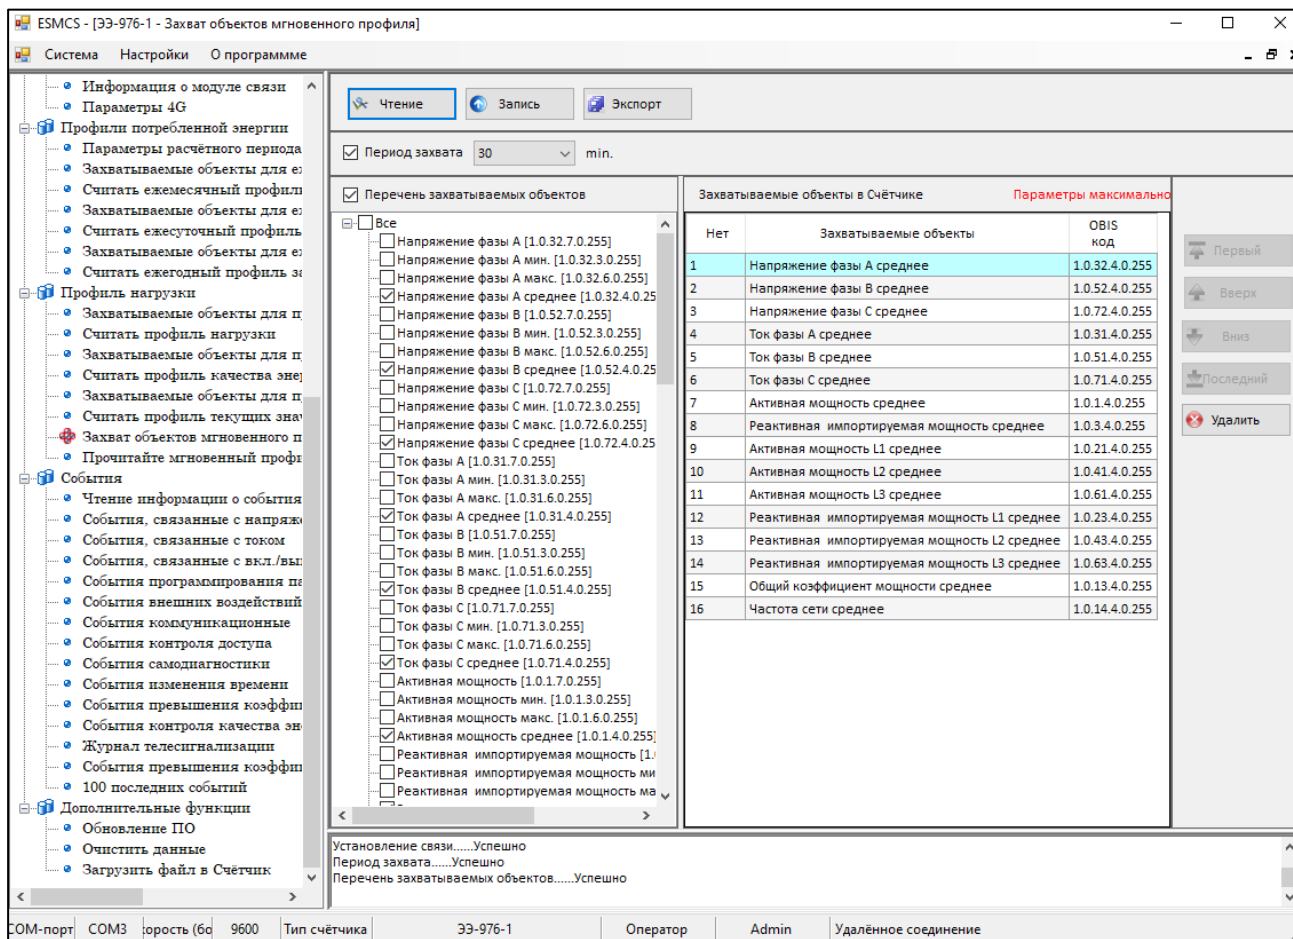 ESMCS - [ЭЭ-976-1 - Захват объектов мгновенного профиля]
Система Настройки О программме
Информация о модуле связи
Параметры 4G
Профили потребленной энергии
Параметры расчётного периода
Захватываемые объекты для е
Считать ежемесячный профил
Захватываемые объекты для е
Считать ежесуточный профиль
Захватываемые объекты для е
Считать ежегодный профиль за
Профиль нагрузки
Захватываемые объекты для п
Считать профиль нагрузки
Захватываемые объекты для п
Считать профиль качества эне
Захватываемые объекты для п
Считать профиль текущих знач
Захват объектов мгновенного п
Прочитайте мгновенный профи
События
Чтение информации о события
События, связанные с напряж
События, связанные с током
События, связанные с вкл./вы
События программирования па
События внешних воздействий
События коммуникационные
События контроля доступа
События самодиагностики
События изменения времени
События превышения коэффи
События контроля качества эн
Журнал телесигнализации
События превышения коэффи
100 последних событий
Дополнительные функции
Обновление ПО
Очистить данные
Загрузить файл в Счётчик
Чтение Запись Экспорт
Период захвата 30 min.
Перечень захватываемых объектов
Все
Напряжение фазы A [1.0.32.7.0.255]
Напряжение фазы A мин. [1.0.32.3.0.255]
Напряжение фазы A макс. [1.0.32.6.0.255]
Напряжение фазы A среднее [1.0.32.4.0.25
Напряжение фазы B [1.0.52.7.0.255]
Напряжение фазы B мин. [1.0.52.3.0.255]
Напряжение фазы B макс. [1.0.52.6.0.255]
Напряжение фазы B среднее [1.0.52.4.0.25
Напряжение фазы C [1.0.72.7.0.255]
Напряжение фазы C мин. [1.0.72.3.0.255]
Напряжение фазы C макс. [1.0.72.6.0.255]
Напряжение фазы C среднее [1.0.72.4.0.25
Ток фазы A [1.0.31.7.0.255]
Ток фазы A мин. [1.0.31.3.0.255]
Ток фазы A макс. [1.0.31.6.0.255]
Ток фазы A среднее [1.0.31.4.0.255]
Ток фазы B [1.0.51.7.0.255]
Ток фазы B мин. [1.0.51.3.0.255]
Ток фазы B макс. [1.0.51.6.0.255]
Ток фазы B среднее [1.0.51.4.0.255]
Ток фазы C [1.0.71.7.0.255]
Ток фазы C мин. [1.0.71.3.0.255]
Ток фазы C макс. [1.0.71.6.0.255]
Ток фазы C среднее [1.0.71.4.0.255]
Активная мощность [1.0.1.7.0.255]
Активная мощность мин. [1.0.1.3.0.255]
Активная мощность макс. [1.0.1.6.0.255]
Активная мощность среднее [1.0.1.4.0.255]
Реактивная импортируемая мощность [1.
Реактивная импортируемая мощность ми
Реактивная импортируемая мощность ма
Захватываемые объекты в Счётчике Параметры максимально
Нет Захватываемые объекты OBIS код
1 Напряжение фазы A среднее 1.0.32.4.0.255
2 Напряжение фазы B среднее 1.0.52.4.0.255
3 Напряжение фазы C среднее 1.0.72.4.0.255
4 Ток фазы A среднее 1.0.31.4.0.255
5 Ток фазы B среднее 1.0.51.4.0.255
6 Ток фазы C среднее 1.0.71.4.0.255
7 Активная мощность среднее 1.0.1.4.0.255
8 Реактивная импортируемая мощность среднее 1.0.3.4.0.255
9 Активная мощность L1 среднее 1.0.21.4.0.255
10 Активная мощность L2 среднее 1.0.41.4.0.255
11 Активная мощность L3 среднее 1.0.61.4.0.255
12 Реактивная импортируемая мощность L1 среднее 1.0.23.4.0.255
13 Реактивная импортируемая мощность L2 среднее 1.0.43.4.0.255
14 Реактивная импортируемая мощность L3 среднее 1.0.63.4.0.255
15 Общий коэффициент мощности среднее 1.0.13.4.0.255
16 Частота сети среднее 1.0.14.4.0.255
Первый
Вверх
Вниз
Последний
Удалить
Установление связи......Успешно
Период захвата......Успешно
Перечень захватываемых объектов......Успешно
COM-порт COM3 корость (бо 9600 Тип счётчика ЭЭ-976-1 Оператор Admin Удалённое соединение